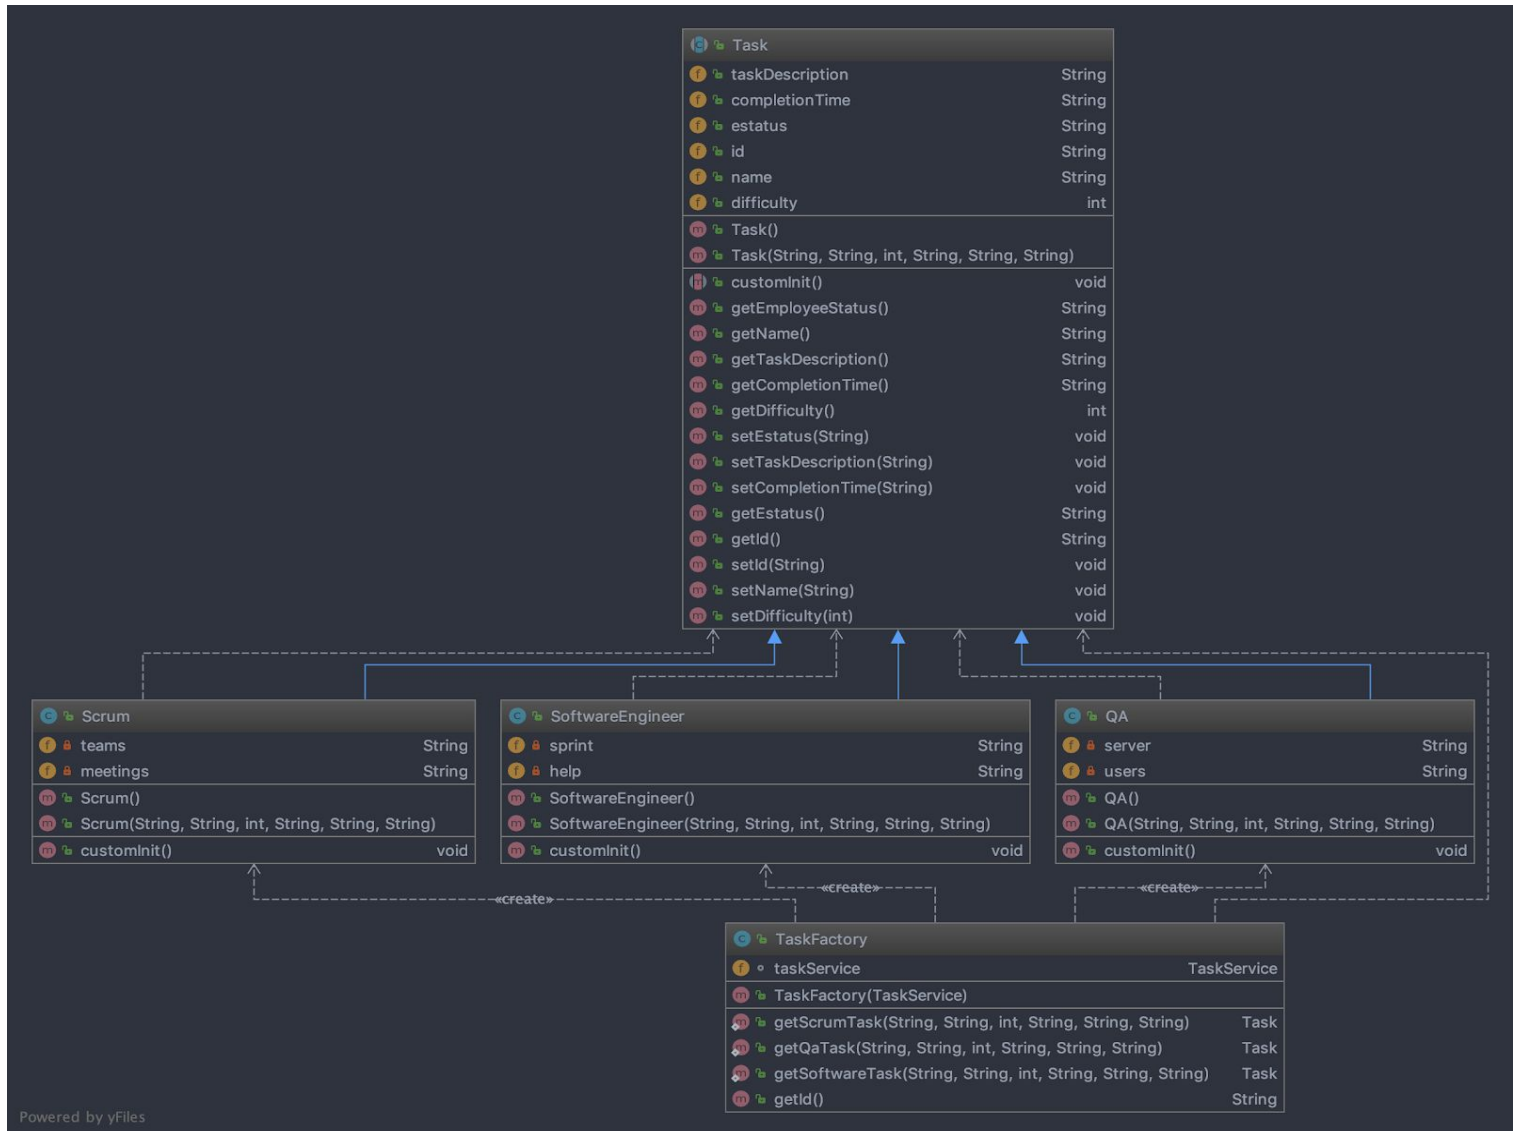 Task
taskDescription String
completionTime String
estatus String
id String
name String
difficulty int
Task()
Task(String, String, int, String, String, String)
customInit() void
getEmployeeStatus() String
getName() String
getTaskDescription() String
getCompletionTime() String
getDifficulty() int
setEstatus(String) void
setTaskDescription(String) void
setCompletionTime(String) void
getEstatus() String
getId() String
setId(String) void
setName(String) void
setDifficulty(int) void
Scrum
teams String
meetings String
Scrum()
Scrum(String, String, int, String, String, String)
customInit() void
SoftwareEngineer
sprint String
help String
SoftwareEngineer()
SoftwareEngineer(String, String, int, String, String, String)
customInit() void
QA
server String
users String
QA()
QA(String, String, int, String, String, String)
customInit() void
«create»
«create»
«create»
TaskFactory
taskService TaskService
TaskFactory(TaskService)
getScrumTask(String, String, int, String, String, String) Task
getQaTask(String, String, int, String, String, String) Task
getSoftwareTask(String, String, int, String, String, String) Task
getId() String
Powered by yFiles